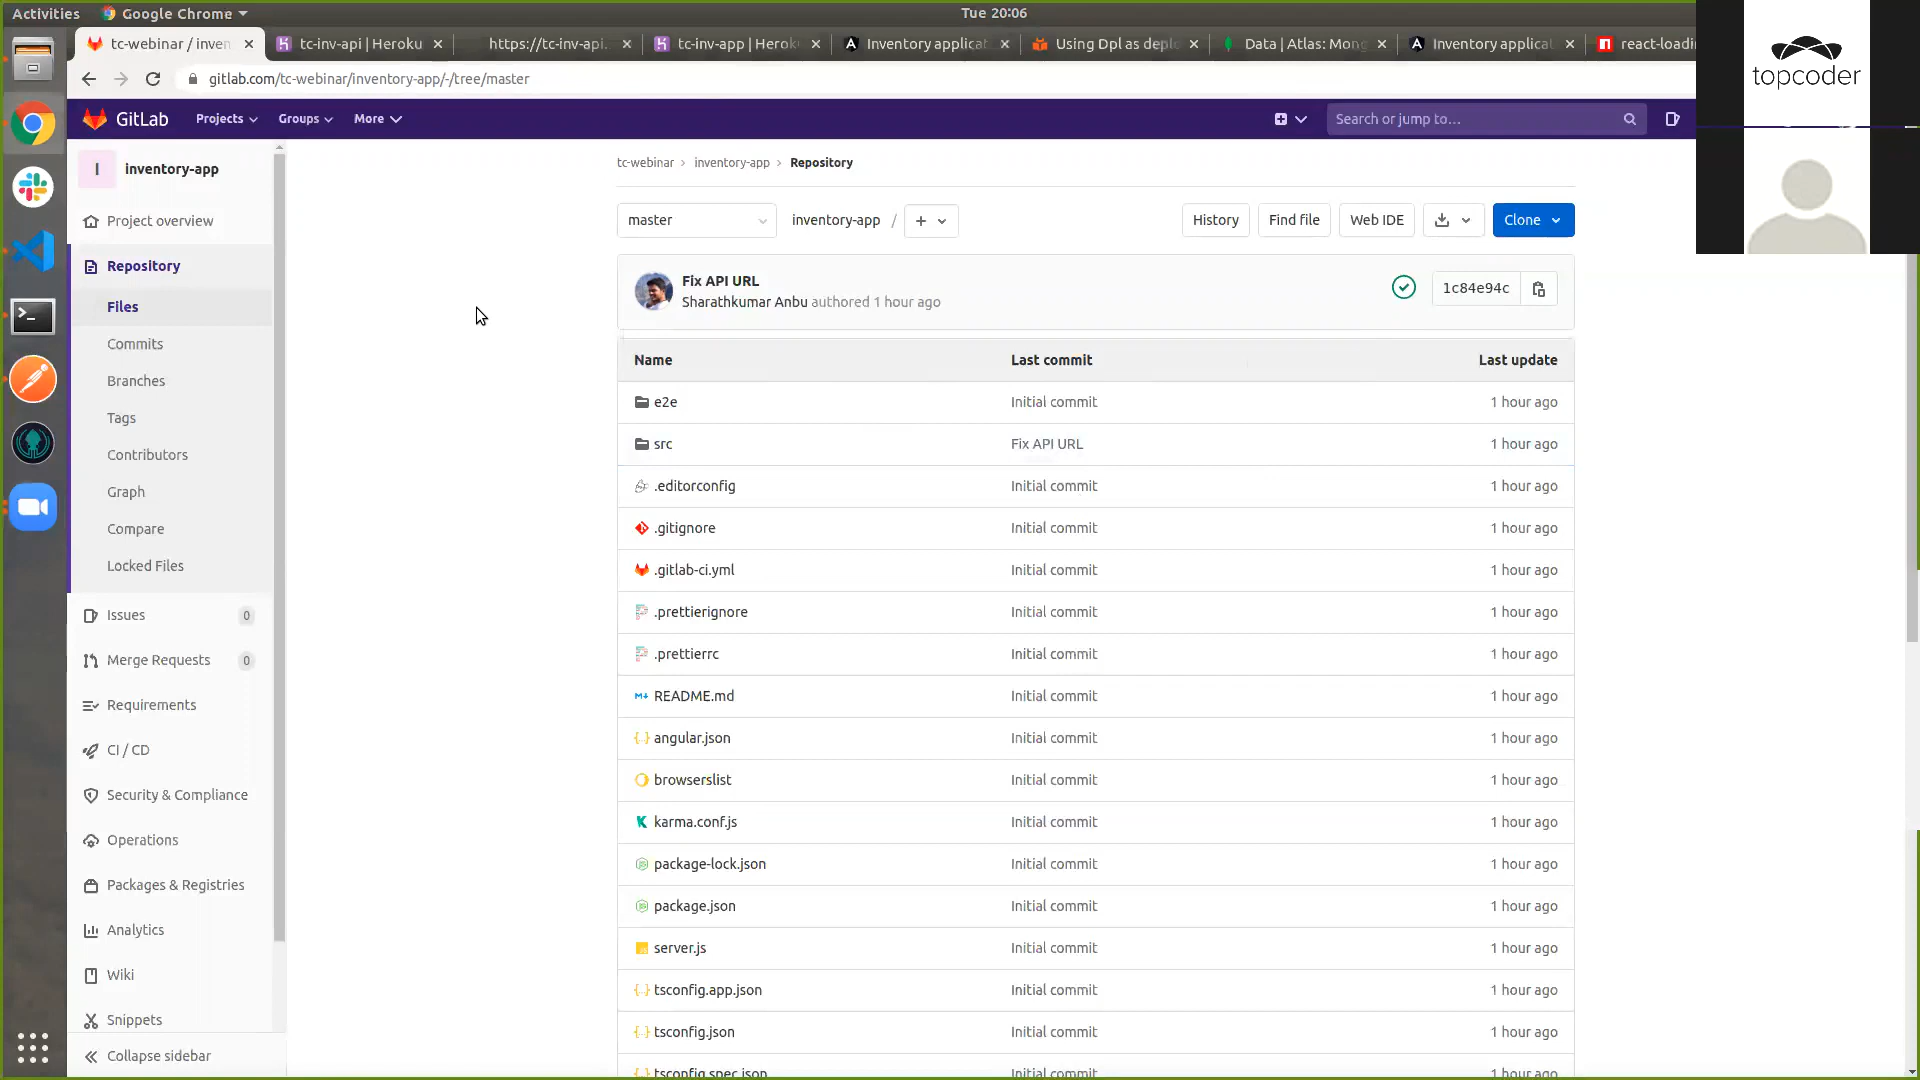 Activities
Google Chrome
Tue 20:06
tc-webinar / inven
tc-inv-api | Heroku
https://tc-inv-api.
tc-inv-app | Heroku
Inventory applicat
Using Dpl as deplo
Data | Atlas: Mong
Inventory applicat
react-loadi
gitlab.com/tc-webinar/inventory-app/-/tree/master
topcoder
GitLab
Projects
Groups
More
Search or jump to...
I
inventory-app
Project overview
Repository
Files
Commits
Branches
Tags
Contributors
Graph
Compare
Locked Files
Issues
0
Merge Requests
0
Requirements
CI / CD
Security & Compliance
Operations
Packages & Registries
Analytics
Wiki
Snippets
Collapse sidebar
tc-webinar > inventory-app > Repository
master
inventory-app /
+
History
Find file
Web IDE
Clone
Fix API URL
Sharathkumar Anbu authored 1 hour ago
1c84e94c
Name Last commit Last update
e2e Initial commit 1 hour ago
src Fix API URL 1 hour ago
.editorconfig Initial commit 1 hour ago
.gitignore Initial commit 1 hour ago
.gitlab-ci.yml Initial commit 1 hour ago
.prettierignore Initial commit 1 hour ago
.prettierrc Initial commit 1 hour ago
README.md Initial commit 1 hour ago
angular.json Initial commit 1 hour ago
browserslist Initial commit 1 hour ago
karma.conf.js Initial commit 1 hour ago
package-lock.json Initial commit 1 hour ago
package.json Initial commit 1 hour ago
server.js Initial commit 1 hour ago
tsconfig.app.json Initial commit 1 hour ago
tsconfig.json Initial commit 1 hour ago
tsconfig.spec.json Initial commit 1 hour ago